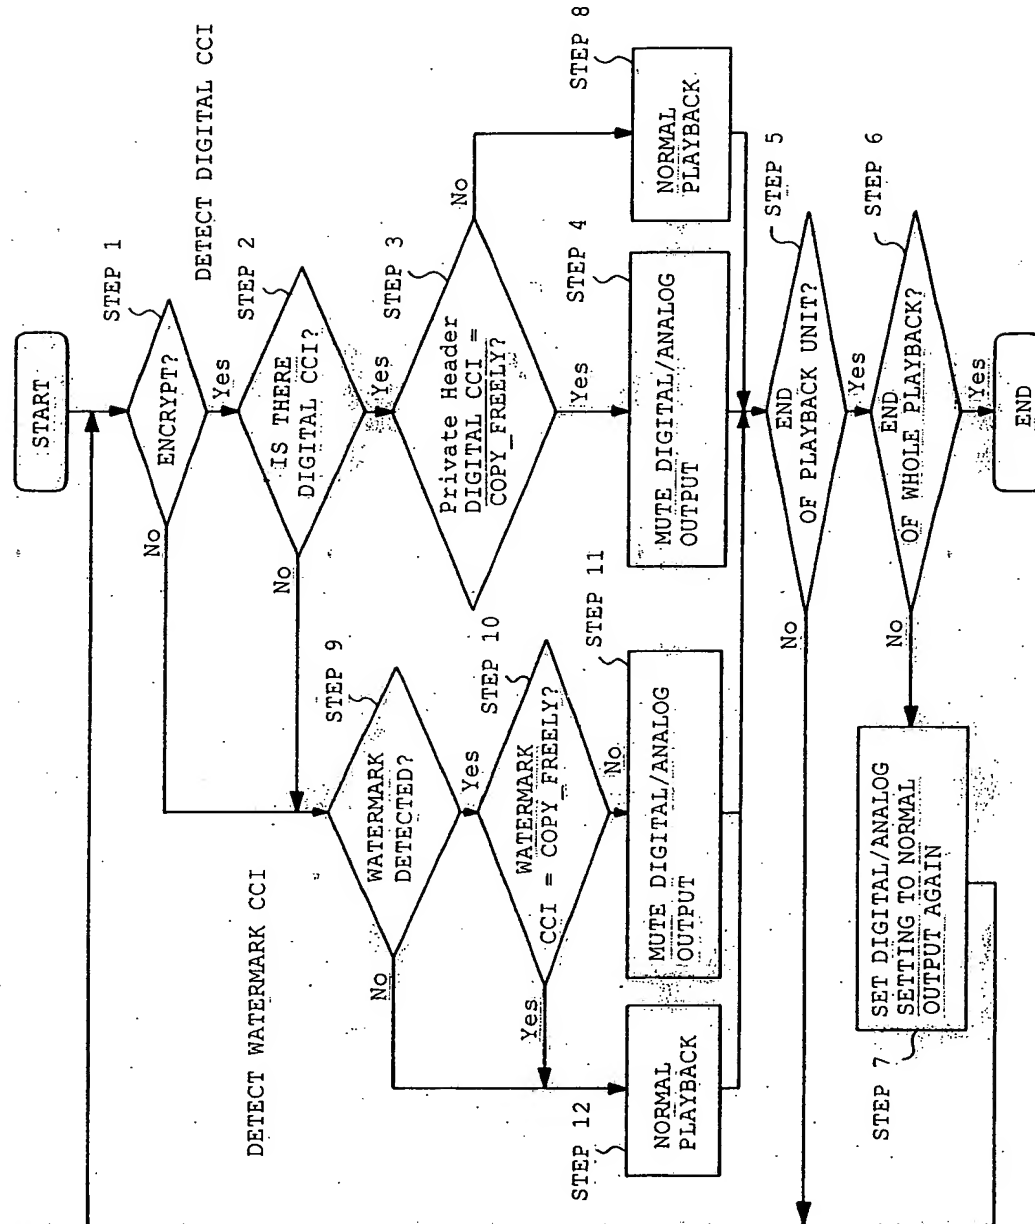 START
STEP 1
ENCRYPT?
Yes
No
DETECT DIGITAL CCI
STEP 2
IS THERE
DIGITAL CCI?
Yes
No
STEP 3
Private Header
DIGITAL CCI =
COPY_FREELY?
Yes
No
STEP 4
MUTE DIGITAL/ANALOG
OUTPUT
STEP 8
NORMAL
PLAYBACK
DETECT WATERMARK CCI
STEP 9
WATERMARK
DETECTED?
Yes
No
STEP 10
WATERMARK
CCI = COPY_FREELY?
No
Yes
STEP 11
MUTE DIGITAL/ANALOG
OUTPUT
STEP 12
NORMAL
PLAYBACK
STEP 5
END
OF PLAYBACK UNIT?
Yes
No
STEP 6
END
OF WHOLE PLAYBACK?
Yes
No
STEP 7
SET DIGITAL/ANALOG
SETTING TO NORMAL
OUTPUT AGAIN
END